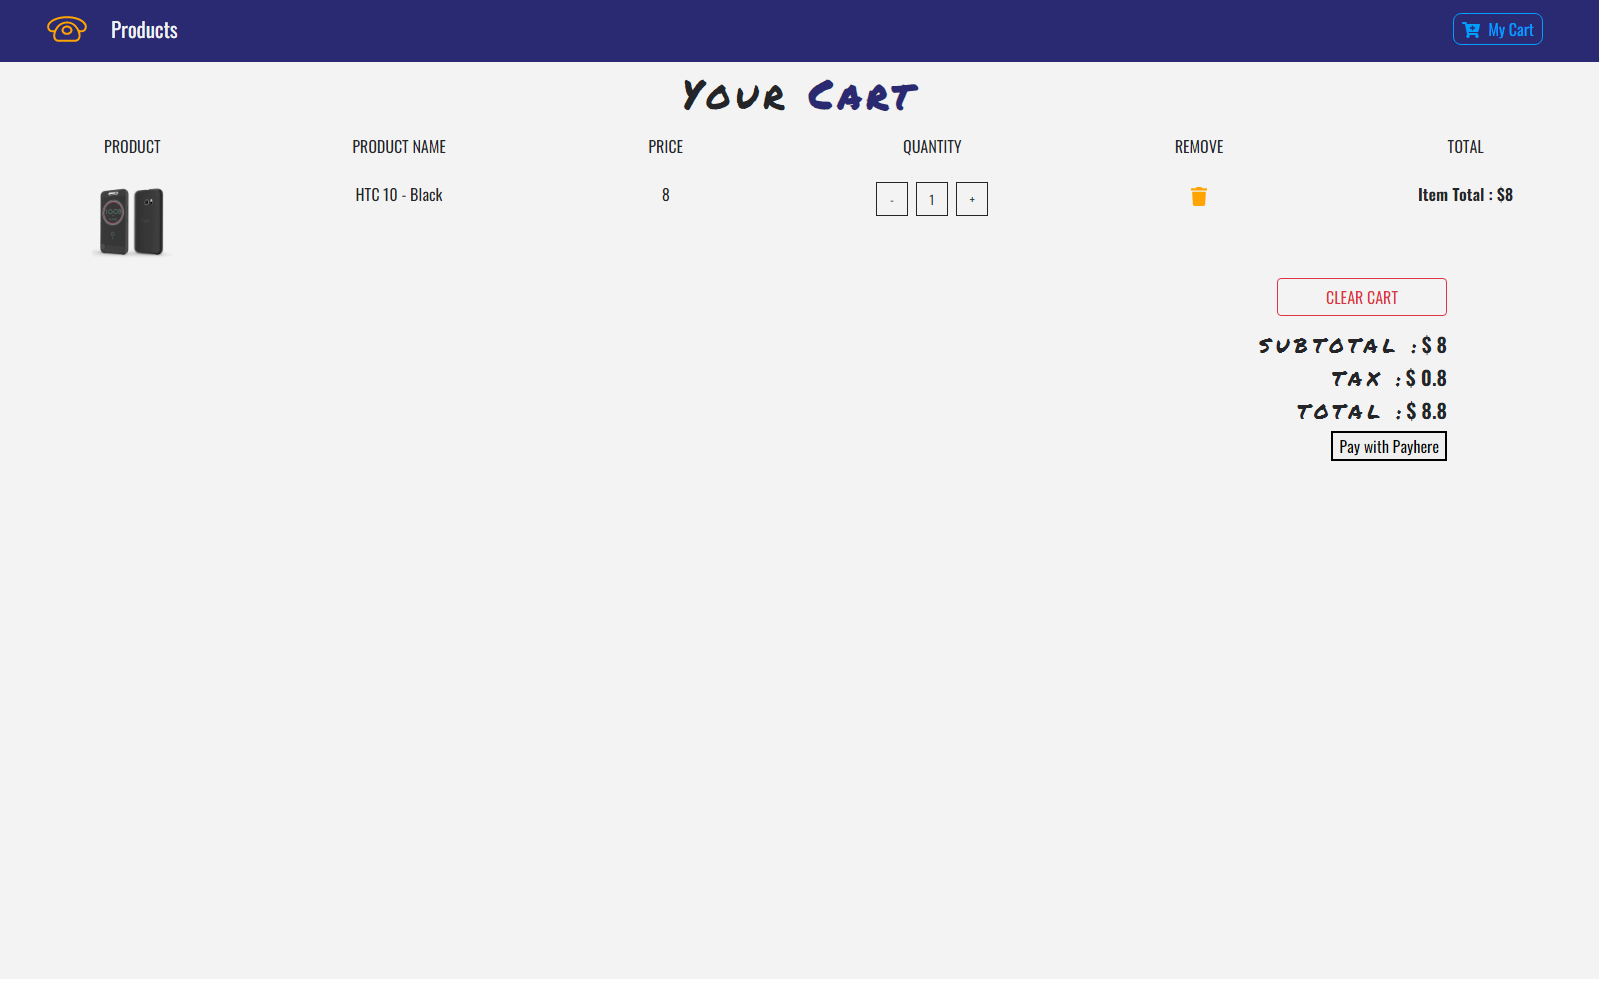 Products
My Cart
Your Cart
PRODUCT PRODUCT NAME PRICE QUANTITY REMOVE TOTAL
HTC 10 - Black 8 - 1 + Item Total : $8
CLEAR CART
SUBTOTAL : $ 8
TAX : $ 0.8
TOTAL : $ 8.8
Pay with Payhere